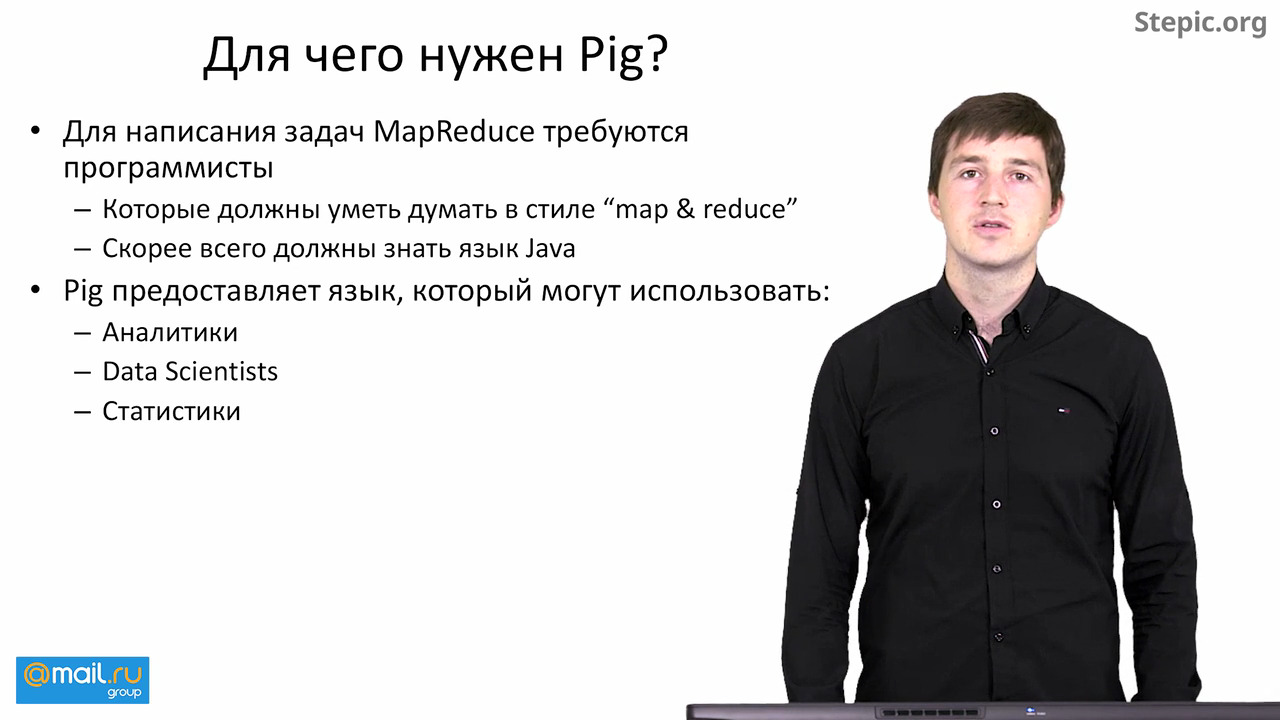 Stepic.org
Для чего нужен Pig?
• Для написания задач MapReduce требуются
программисты
– Которые должны уметь думать в стиле “map & reduce”
– Скорее всего должны знать язык Java
• Pig предоставляет язык, который могут использовать:
– Аналитики
– Data Scientists
– Статистики
@mail.ru
group